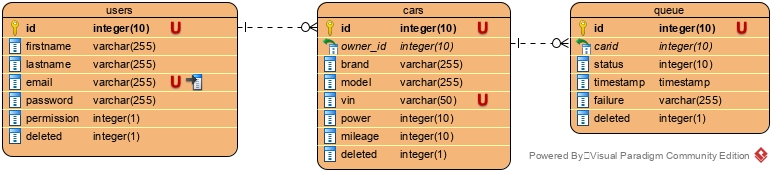 users
id integer(10) U
firstname varchar(255)
lastname varchar(255)
email varchar(255) U
password varchar(255)
permission integer(1)
deleted integer(1)
cars
id integer(10) U
owner_id integer(10)
brand varchar(255)
model varchar(255)
vin varchar(50) U
power integer(10)
mileage integer(10)
deleted integer(1)
queue
id integer(10) U
carid integer(10)
status integer(10)
timestamp timestamp
failure varchar(255)
deleted integer(1)
Powered By Visual Paradigm Community Edition